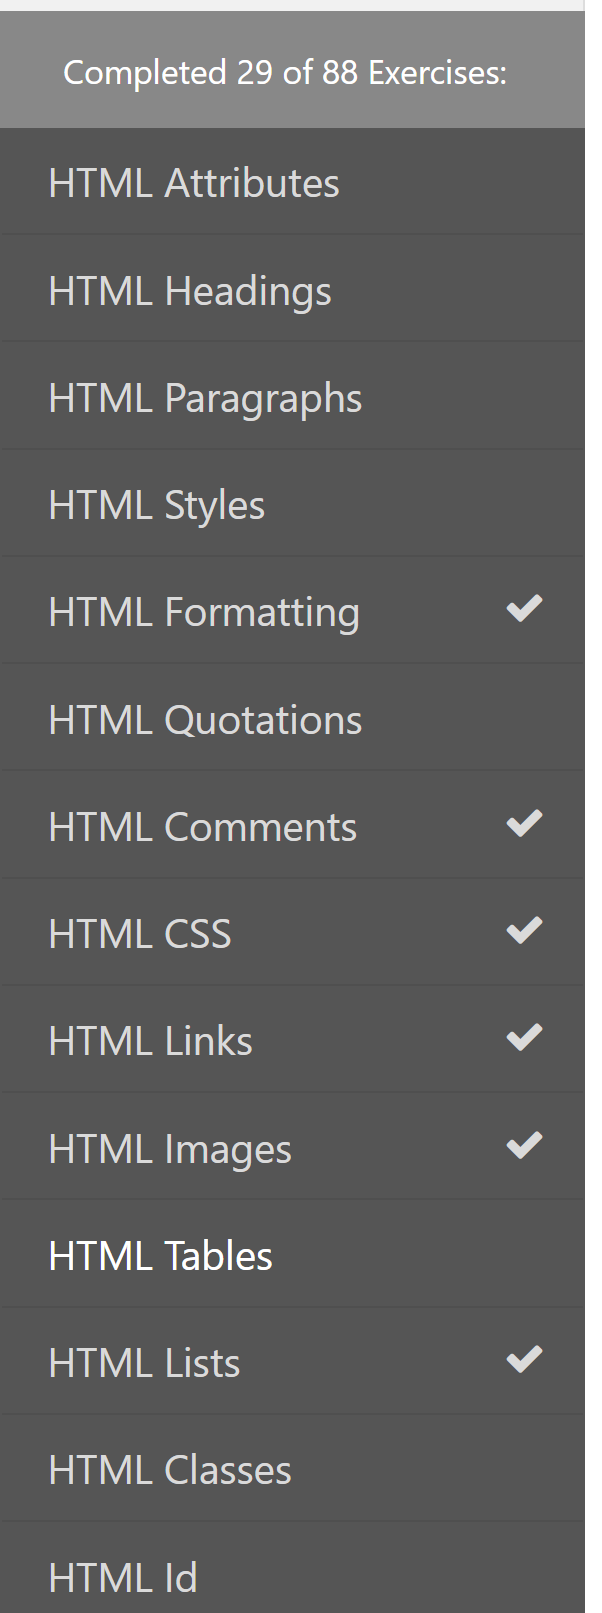 Completed 29 of 88 Exercises:
HTML Attributes
HTML Headings
HTML Paragraphs
HTML Styles
HTML Formatting
HTML Quotations
HTML Comments
HTML CSS
HTML Links
HTML Images
HTML Tables
HTML Lists
HTML Classes
HTML Id